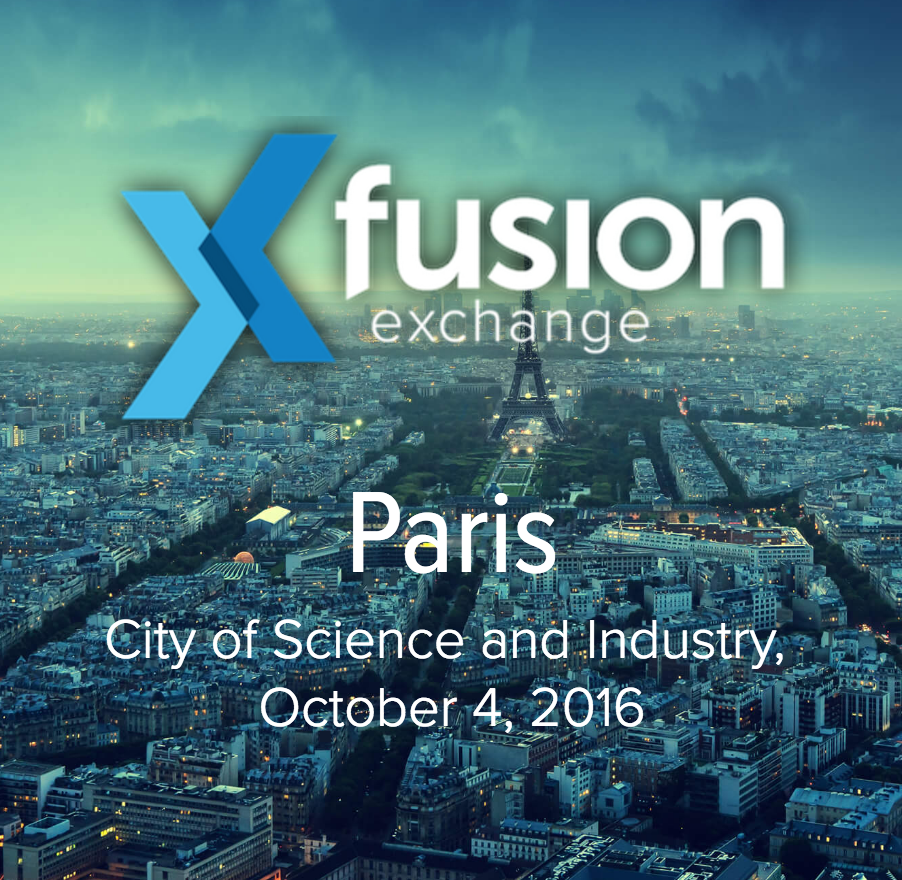 fusion
exchange
Paris
City of Science and Industry,
October 4, 2016